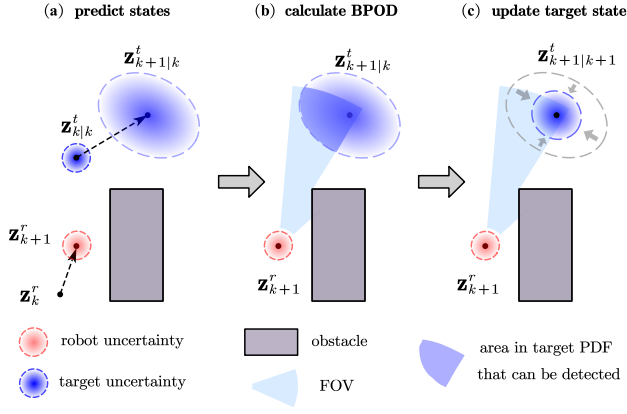 (a) predict states
(b) calculate BPOD
(c) update target state
z^t_{k+1|k}
z^t_{k+1|k}
z^t_{k+1|k+1}
z^t_{k|k}
z^r_{k+1}
z^r_k
z^r_{k+1}
z^r_{k+1}
robot uncertainty
obstacle
area in target PDF
that can be detected
target uncertainty
FOV